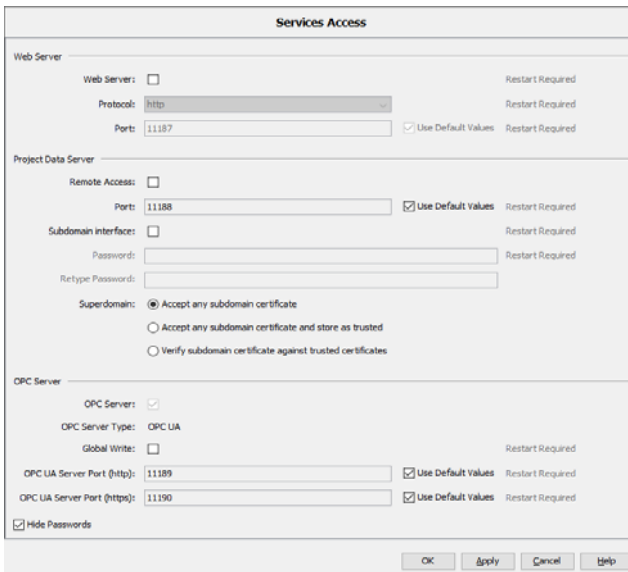 Services Access
Web Server
Web Server: Restart Required
Protocol: http Restart Required
Port: 11187 Use Default Values Restart Required
Project Data Server
Remote Access:
Port: 11188 Use Default Values Restart Required
Subdomain interface: Restart Required
Password: Restart Required
Retype Password:
Superdomain: Accept any subdomain certificate
Accept any subdomain certificate and store as trusted
Verify subdomain certificate against trusted certificates
OPC Server
OPC Server:
OPC Server Type: OPC UA
Global Write: Restart Required
OPC UA Server Port (http): 11189 Use Default Values Restart Required
OPC UA Server Port (https): 11190 Use Default Values Restart Required
Hide Passwords
OK Apply Cancel Help